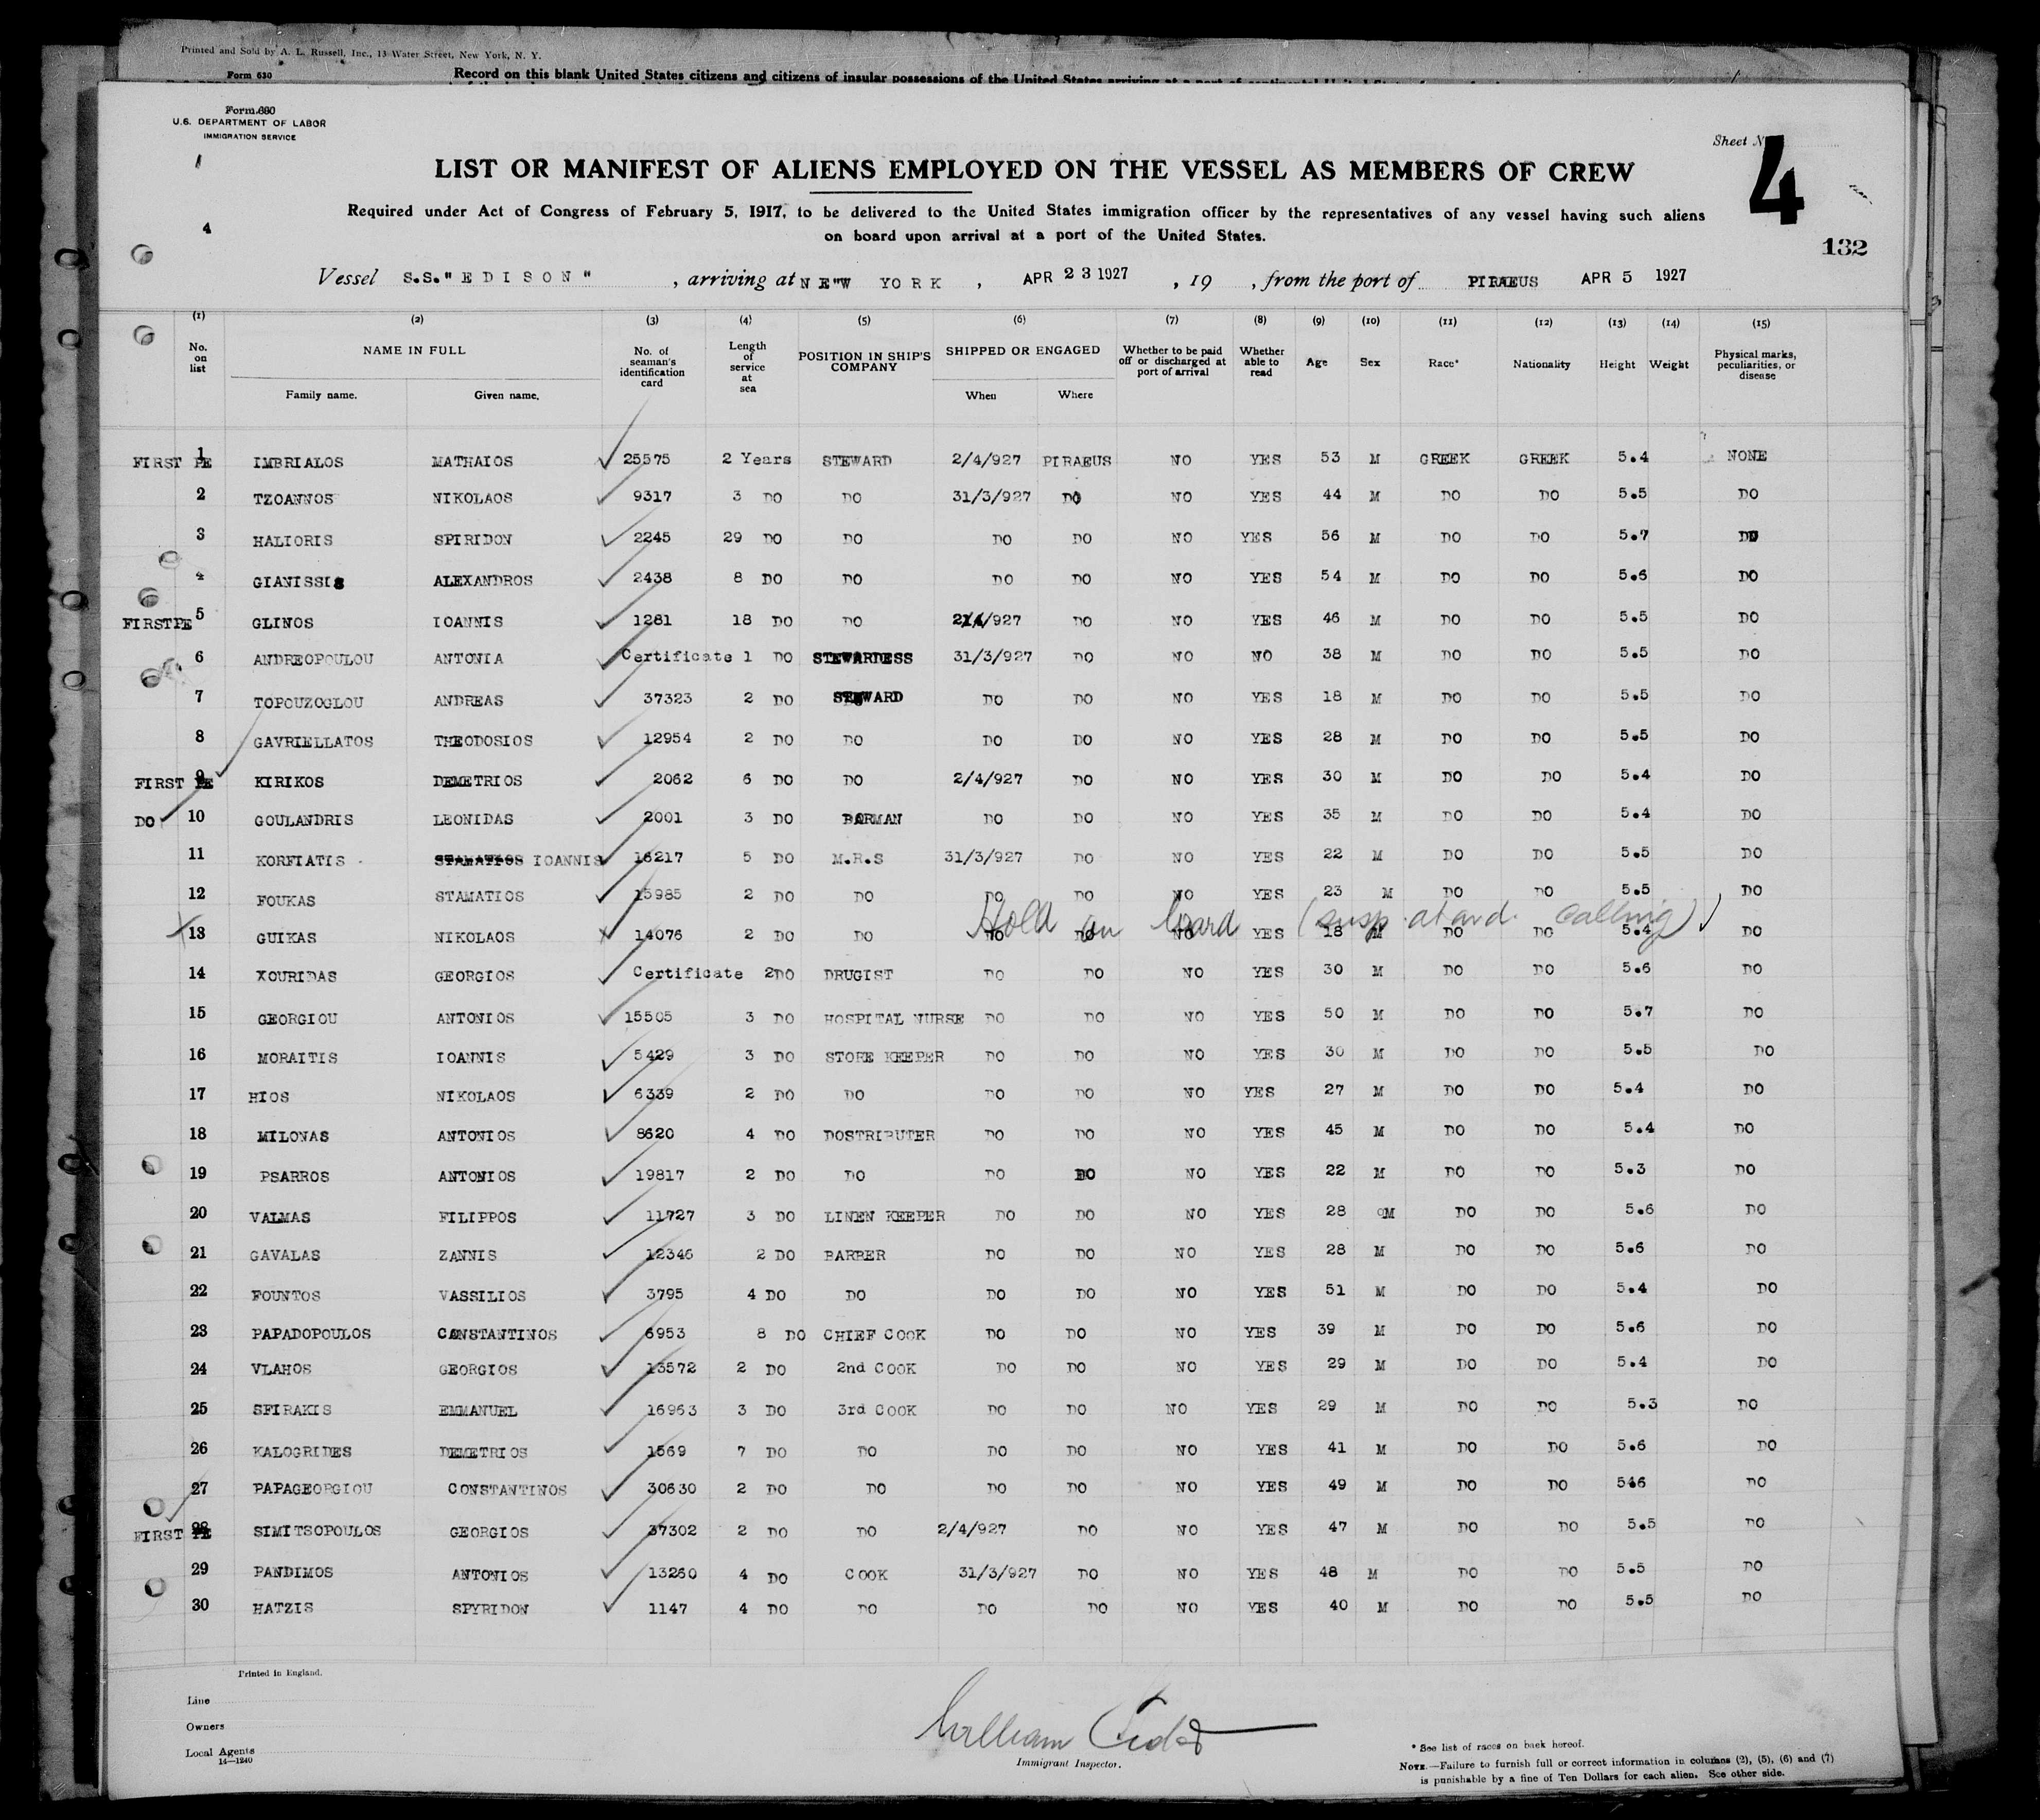 Printed and Sold by A. L. Russell, Inc., 13 Water Street, New York, N. Y.
Form 630 Record on this blank United States citizens and citizens of insular possessions of the United States arriving at a port of continental United States
Form 680
U.S. DEPARTMENT OF LABOR
IMMIGRATION SERVICE
Sheet N
4
LIST OR MANIFEST OF ALIENS EMPLOYED ON THE VESSEL AS MEMBERS OF CREW
Required under Act of Congress of February 5, 1917, to be delivered to the United States immigration officer by the representatives of any vessel having such aliens
4
on board upon arrival at a port of the United States.
132
Vessel S.S."EDISON" , arriving at NEW YORK , APR 23 1927 , 19 , from the port of PIRAEUS APR 5 1927
(1) (2) (3) (4) (5) (6) (7) (8) (9) (10) (11) (12) (13) (14) (15)
No. on list NAME IN FULL Family name. Given name. No. of seaman's identification card Length of service at sea POSITION IN SHIP'S COMPANY SHIPPED OR ENGAGED When Where Whether to be paid off or discharged at port of arrival Whether able to read Age Sex Race* Nationality Height Weight Physical marks, peculiarities, or disease
FIRST PE 1 IMBRIALOS MATHAIOS 25575 2 Years STEWARD 2/4/927 PIRAEUS NO YES 53 M GREEK GREEK 5.4 NONE
2 TZOANNOS NIKOLAOS 9317 3 DO DO 31/3/927 DO NO YES 44 M DO DO 5.5 DO
3 HALIORIS SPIRIDON 2245 29 DO DO DO DO NO YES 56 M DO DO 5.7 DO
4 GIANISSIS ALEXANDROS 2438 8 DO DO DO DO NO YES 54 M DO DO 5.6 DO
FIRST PE 5 GLINOS IOANNIS 1281 18 DO DO 2/4/927 DO NO YES 46 M DO DO 5.5 DO
6 ANDREOPOULOU ANTONIA Certificate 1 DO STEWARDESS 31/3/927 DO NO NO 38 M DO DO 5.5 DO
7 TOPOUZOGLOU ANDREAS 37323 2 DO STEWARD DO DO NO YES 18 M DO DO 5.5 DO
8 GAVRIELLATOS THEODOSIOS 12954 2 DO DO DO DO NO YES 28 M DO DO 5.5 DO
FIRST PE 9 KIRIKOS DEMETRIOS 2062 6 DO DO 2/4/927 DO NO YES 30 M DO DO 5.4 DO
DO 10 GOULANDRIS LEONIDAS 2001 3 DO BARMAN DO DO NO YES 35 M DO DO 5.4 DO
11 KORFIATIS STAMATIOS IOANNIS 16217 5 DO M.R.S 31/3/927 DO NO YES 22 M DO DO 5.5 DO
12 FOUKAS STAMATIOS 15985 2 DO DO DO DO NO YES 23 M DO DO 5.5 DO
Hold on board (susp. calling)
13 GUIKAS NIKOLAOS 14076 2 DO DO DO DO NO YES 18 M DO DO 5.4 DO
14 XOURIDAS GEORGIOS Certificate 2DO DRUGIST DO DO NO YES 30 M DO DO 5.6 DO
15 GEORGIOU ANTONIOS 15505 3 DO HOSPITAL NURSE DO DO NO YES 50 M DO DO 5.7 DO
16 MORAITIS IOANNIS 5429 3 DO STORE KEEPER DO DO NO YES 30 M DO DO 5.5 DO
17 HIOS NIKOLAOS 6339 2 DO DO DO DO NO YES 27 M DO DO 5.4 DO
18 MILONAS ANTONIOS 8620 4 DO DOSTRIBUTER DO DO NO YES 45 M DO DO 5.4 DO
19 PSARROS ANTONIOS 19817 2 DO DO DO DO NO YES 22 M DO DO 5.3 DO
20 VALMAS FILIPPOS 11727 3 DO LINEN KEEPER DO DO NO YES 28 M DO DO 5.6 DO
21 GAVALAS ZANNIS 12346 2 DO BARBER DO DO NO YES 28 M DO DO 5.6 DO
22 FOUNTOS VASSILIOS 3795 4 DO DO DO DO NO YES 51 M DO DO 5.4 DO
23 PAPADOPOULOS CANSTANTINOS 6953 8 DO CHIEF COOK DO DO NO YES 39 M DO DO 5.6 DO
24 VLAHOS GEORGIOS 13572 2 DO 2nd COOK DO DO NO YES 29 M DO DO 5.4 DO
25 SFIRAKIS EMMANUEL 16963 3 DO 3rd COOK DO DO NO YES 29 M DO DO 5.3 DO
26 KALOGRIDES DEMETRIOS 1569 7 DO DO DO DO NO YES 41 M DO DO 5.6 DO
27 PAPAGEORGIOU CONSTANTINOS 30630 2 DO DO DO DO NO YES 49 M DO DO 546 DO
FIRST PE 28 SIMITSOPOULOS GEORGIOS 37302 2 DO DO 2/4/927 DO NO YES 47 M DO DO 5.5 DO
29 PANDIMOS ANTONIOS 13260 4 DO COOK 31/3/927 DO NO YES 48 M DO DO 5.5 DO
30 HATZIS SPYRIDON 1147 4 DO DO DO DO NO YES 40 M DO DO 5.5 DO
Printed in England.
Line
Owners
Local Agents
14—1240
William
Immigrant Inspector.
* See list of races on back hereof.
NOTE.—Failure to furnish full or correct information in columns (2), (5), (6) and (7)
is punishable by a fine of Ten Dollars for each alien. See other side.